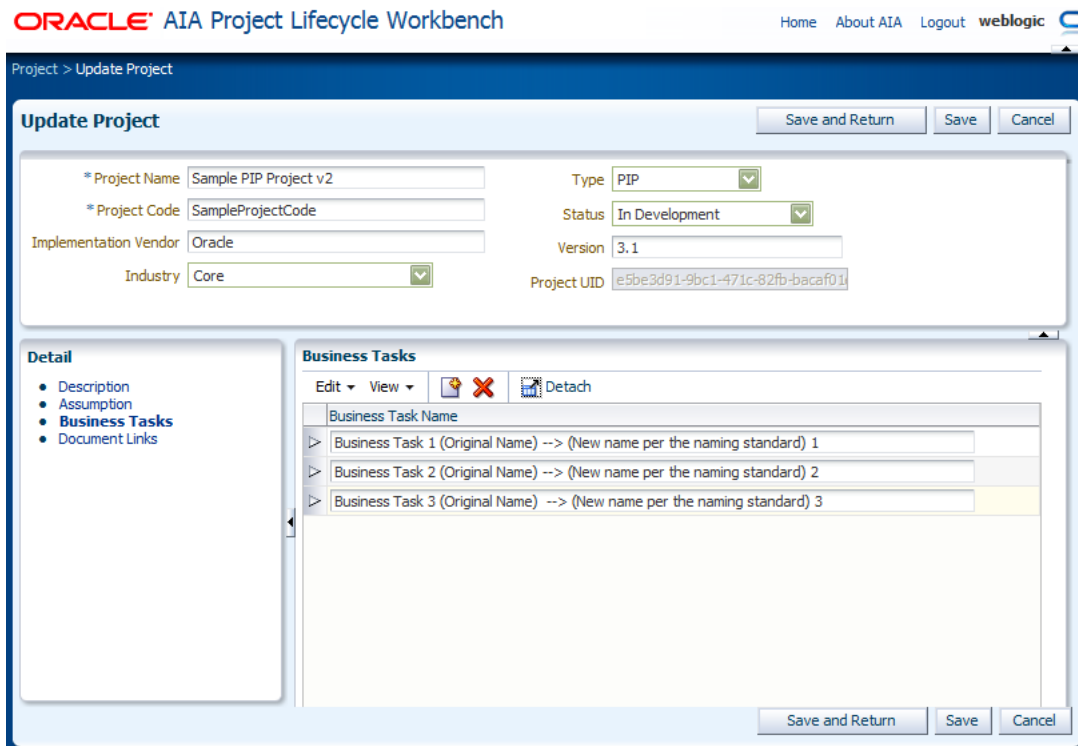 ORACLE AIA Project Lifecycle Workbench
Home About AIA Logout weblogic
Project > Update Project
Update Project
Save and Return Save Cancel
* Project Name Sample PIP Project v2
Type PIP
* Project Code SampleProjectCode
Status In Development
Implementation Vendor Oracle
Version 3.1
Industry Core
Project UID e5be3d91-9bc1-471c-82fb-bacaf01
Detail
Description
Assumption
Business Tasks
Document Links
Business Tasks
Edit View Detach
Business Task Name
Business Task 1 (Original Name) --> (New name per the naming standard) 1
Business Task 2 (Original Name) --> (New name per the naming standard) 2
Business Task 3 (Original Name) --> (New name per the naming standard) 3
Save and Return Save Cancel